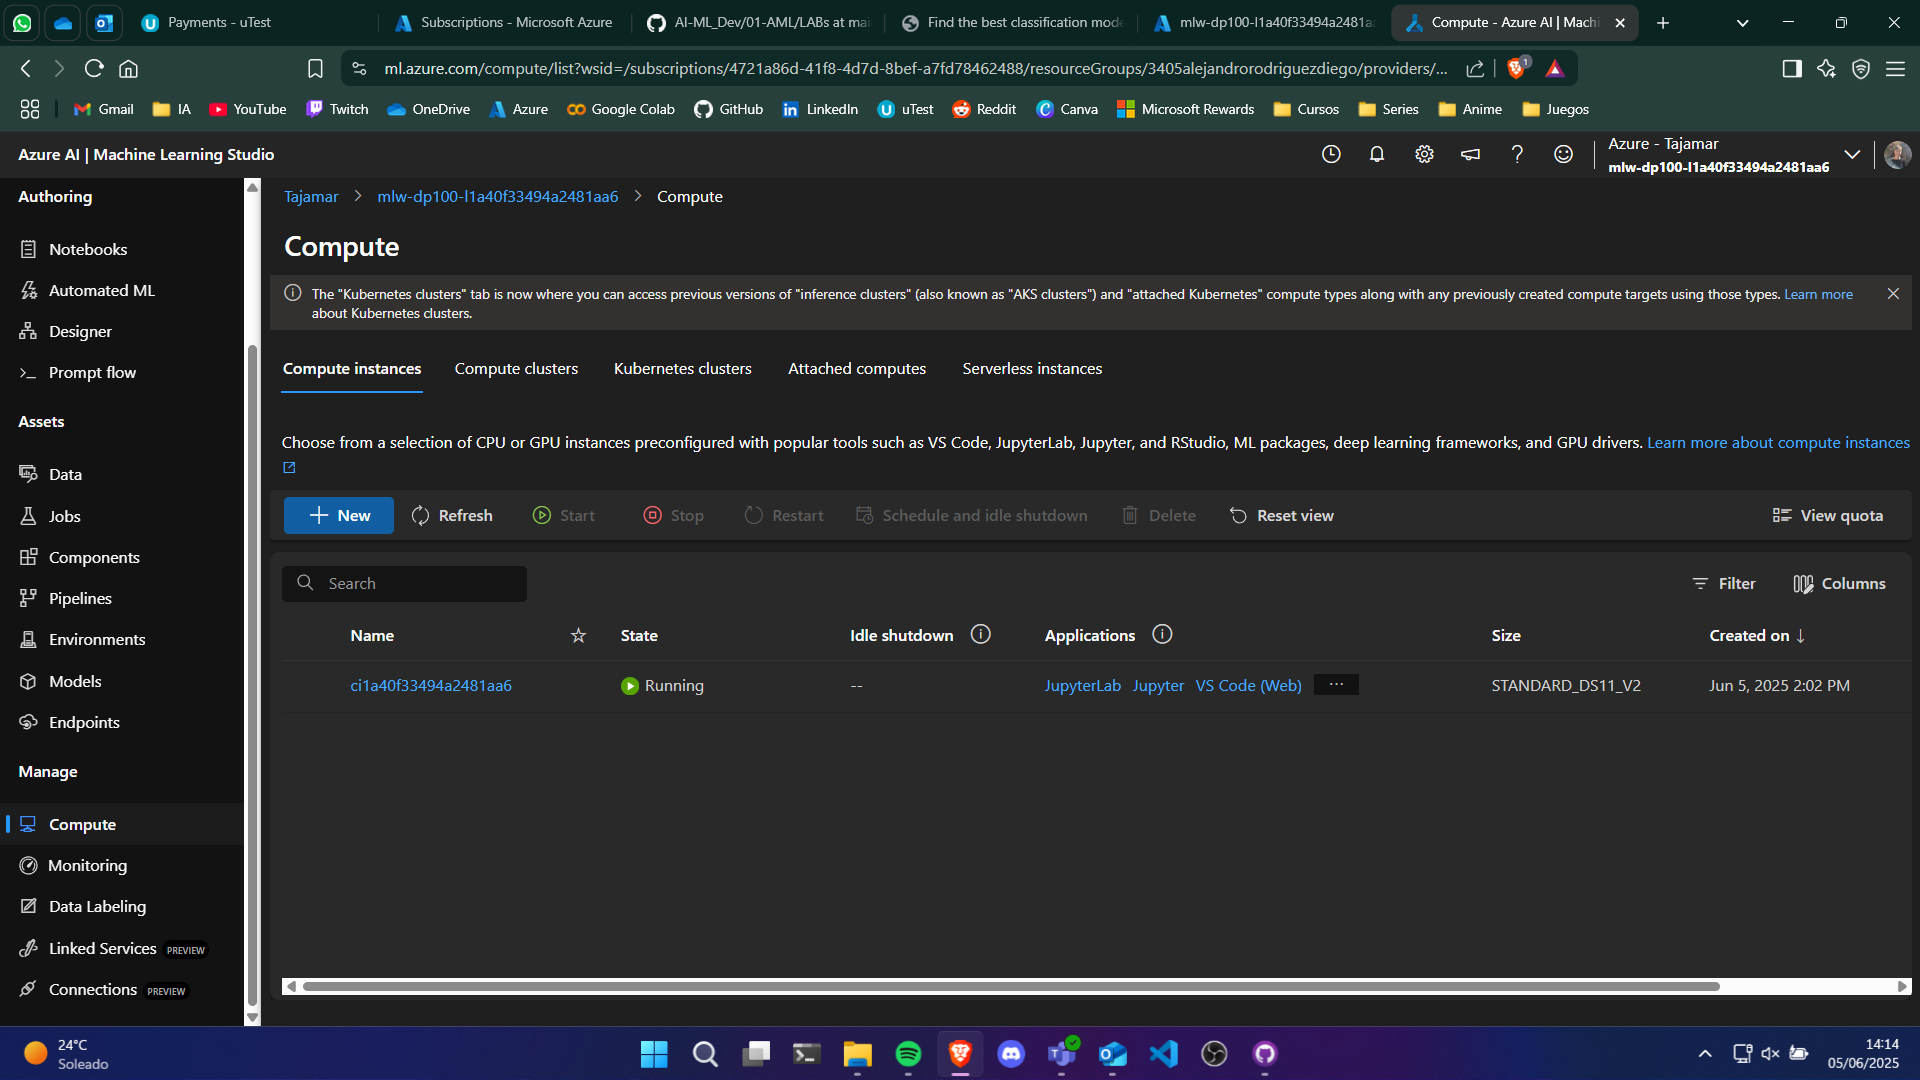 Payments - uTest
Subscriptions - Microsoft Azure
AI-ML_Dev/01-AML/LABs at mai
Find the best classification mode
mlw-dp100-l1a40f33494a2481aa
Compute - Azure AI | Machi
ml.azure.com/compute/list?wsid=/subscriptions/4721a86d-41f8-4d7d-8bef-a7fd78462488/resourceGroups/3405alejandrorodriguezdiego/providers/...
1
Gmail
IA
YouTube
Twitch
OneDrive
Azure
Google Colab
GitHub
LinkedIn
uTest
Reddit
Canva
Microsoft Rewards
Cursos
Series
Anime
Juegos
Azure AI | Machine Learning Studio
Azure - Tajamar
mlw-dp100-l1a40f33494a2481aa6
Authoring
Notebooks
Automated ML
Designer
Prompt flow
Assets
Data
Jobs
Components
Pipelines
Environments
Models
Endpoints
Manage
Compute
Monitoring
Data Labeling
Linked Services PREVIEW
Connections PREVIEW
Tajamar > mlw-dp100-l1a40f33494a2481aa6 > Compute
Compute
The "Kubernetes clusters" tab is now where you can access previous versions of "inference clusters" (also known as "AKS clusters") and "attached Kubernetes" compute types along with any previously created compute targets using those types. Learn more
about Kubernetes clusters.
Compute instances
Compute clusters
Kubernetes clusters
Attached computes
Serverless instances
Choose from a selection of CPU or GPU instances preconfigured with popular tools such as VS Code, JupyterLab, Jupyter, and RStudio, ML packages, deep learning frameworks, and GPU drivers. Learn more about compute instances
New
Refresh
Start
Stop
Restart
Schedule and idle shutdown
Delete
Reset view
View quota
Search
Filter
Columns
Name
State
Idle shutdown
Applications
Size
Created on ↓
ci1a40f33494a2481aa6
Running
--
JupyterLab Jupyter VS Code (Web) ...
STANDARD_DS11_V2
Jun 5, 2025 2:02 PM
24°C
Soleado
14:14
05/06/2025